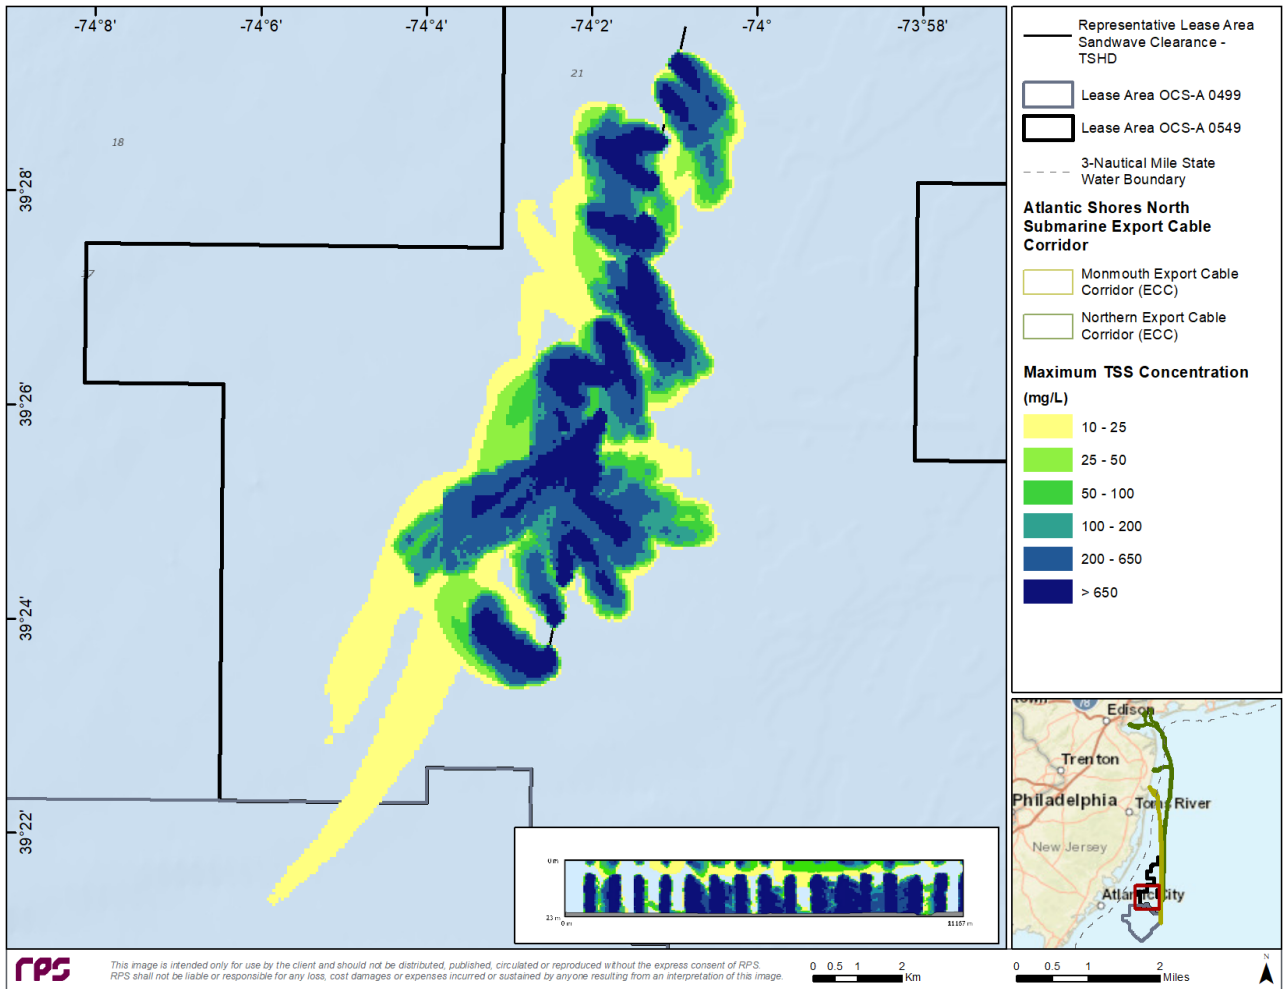 -74°8'
-74°6'
-74°4'
-74°2'
-74°
-73°58'
39°28'
39°26'
39°24'
39°22'
21
18
17
0 m
23 m
0 m
11167 m
Representative Lease Area
Sandwave Clearance -
TSHD
Lease Area OCS-A 0499
Lease Area OCS-A 0549
3-Nautical Mile State
Water Boundary
Atlantic Shores North
Submarine Export Cable
Corridor
Monmouth Export Cable
Corridor (ECC)
Northern Export Cable
Corridor (ECC)
Maximum TSS Concentration
(mg/L)
10 - 25
25 - 50
50 - 100
100 - 200
200 - 650
> 650
78
Edison
Trenton
Philadelphia
Toms River
New Jersey
Atlantic City
rps
This image is intended only for use by the client and should not be distributed, published, circulated or reproduced without the express consent of RPS.
RPS shall not be liable or responsible for any loss, cost damages or expenses incurred or sustained by anyone resulting from an interpretation of this image.
0 0.5 1 2
Km
0 0.5 1 2
Miles
N